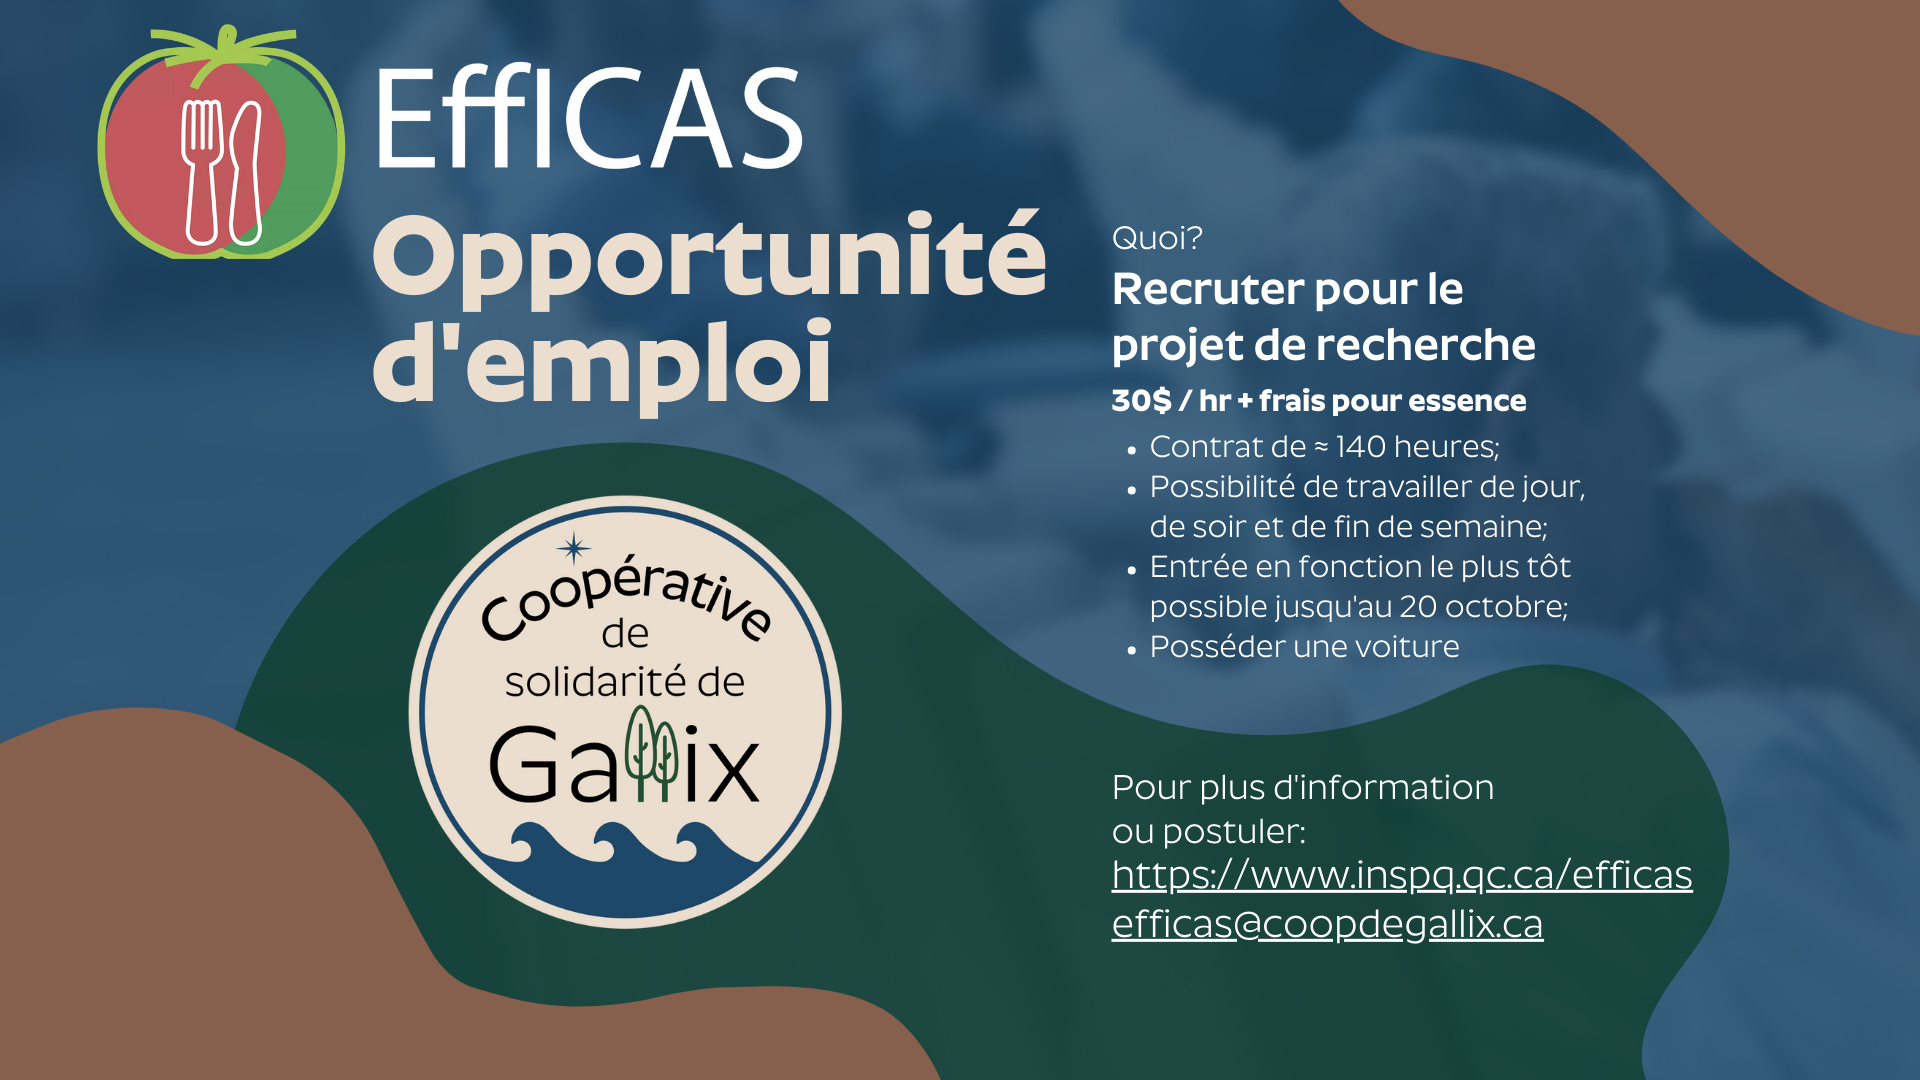 EffICAS
Opportunité
d'emploi
Coopérative
de
solidarité de
Gallix
Quoi?
Recruter pour le
projet de recherche
30$ / hr + frais pour essence
• Contrat de ≈ 140 heures;
• Possibilité de travailler de jour,
de soir et de fin de semaine;
• Entrée en fonction le plus tôt
possible jusqu'au 20 octobre;
• Posséder une voiture
Pour plus d'information
ou postuler:
https://www.inspq.qc.ca/efficas
efficas@coopdegallix.ca